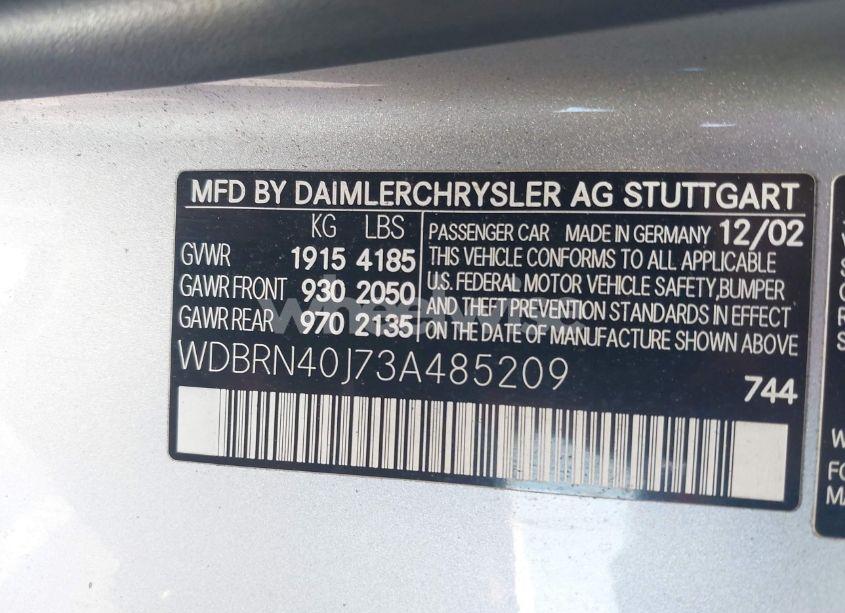 MFD BY DAIMLERCHRYSLER AG STUTTGART
KG LBS
GVWR 1915 4185
GAWR FRONT 930 2050
GAWR REAR 970 2135
PASSENGER CAR MADE IN GERMANY 12/02
THIS VEHICLE CONFORMS TO ALL APPLICABLE
U.S. FEDERAL MOTOR VEHICLE SAFETY,BUMPER
AND THEFT PREVENTION STANDARDS IN EFFECT
ON THE DATE OF MANUFACTURE SHOWN ABOVE.
WDBRN40J73A485209
744